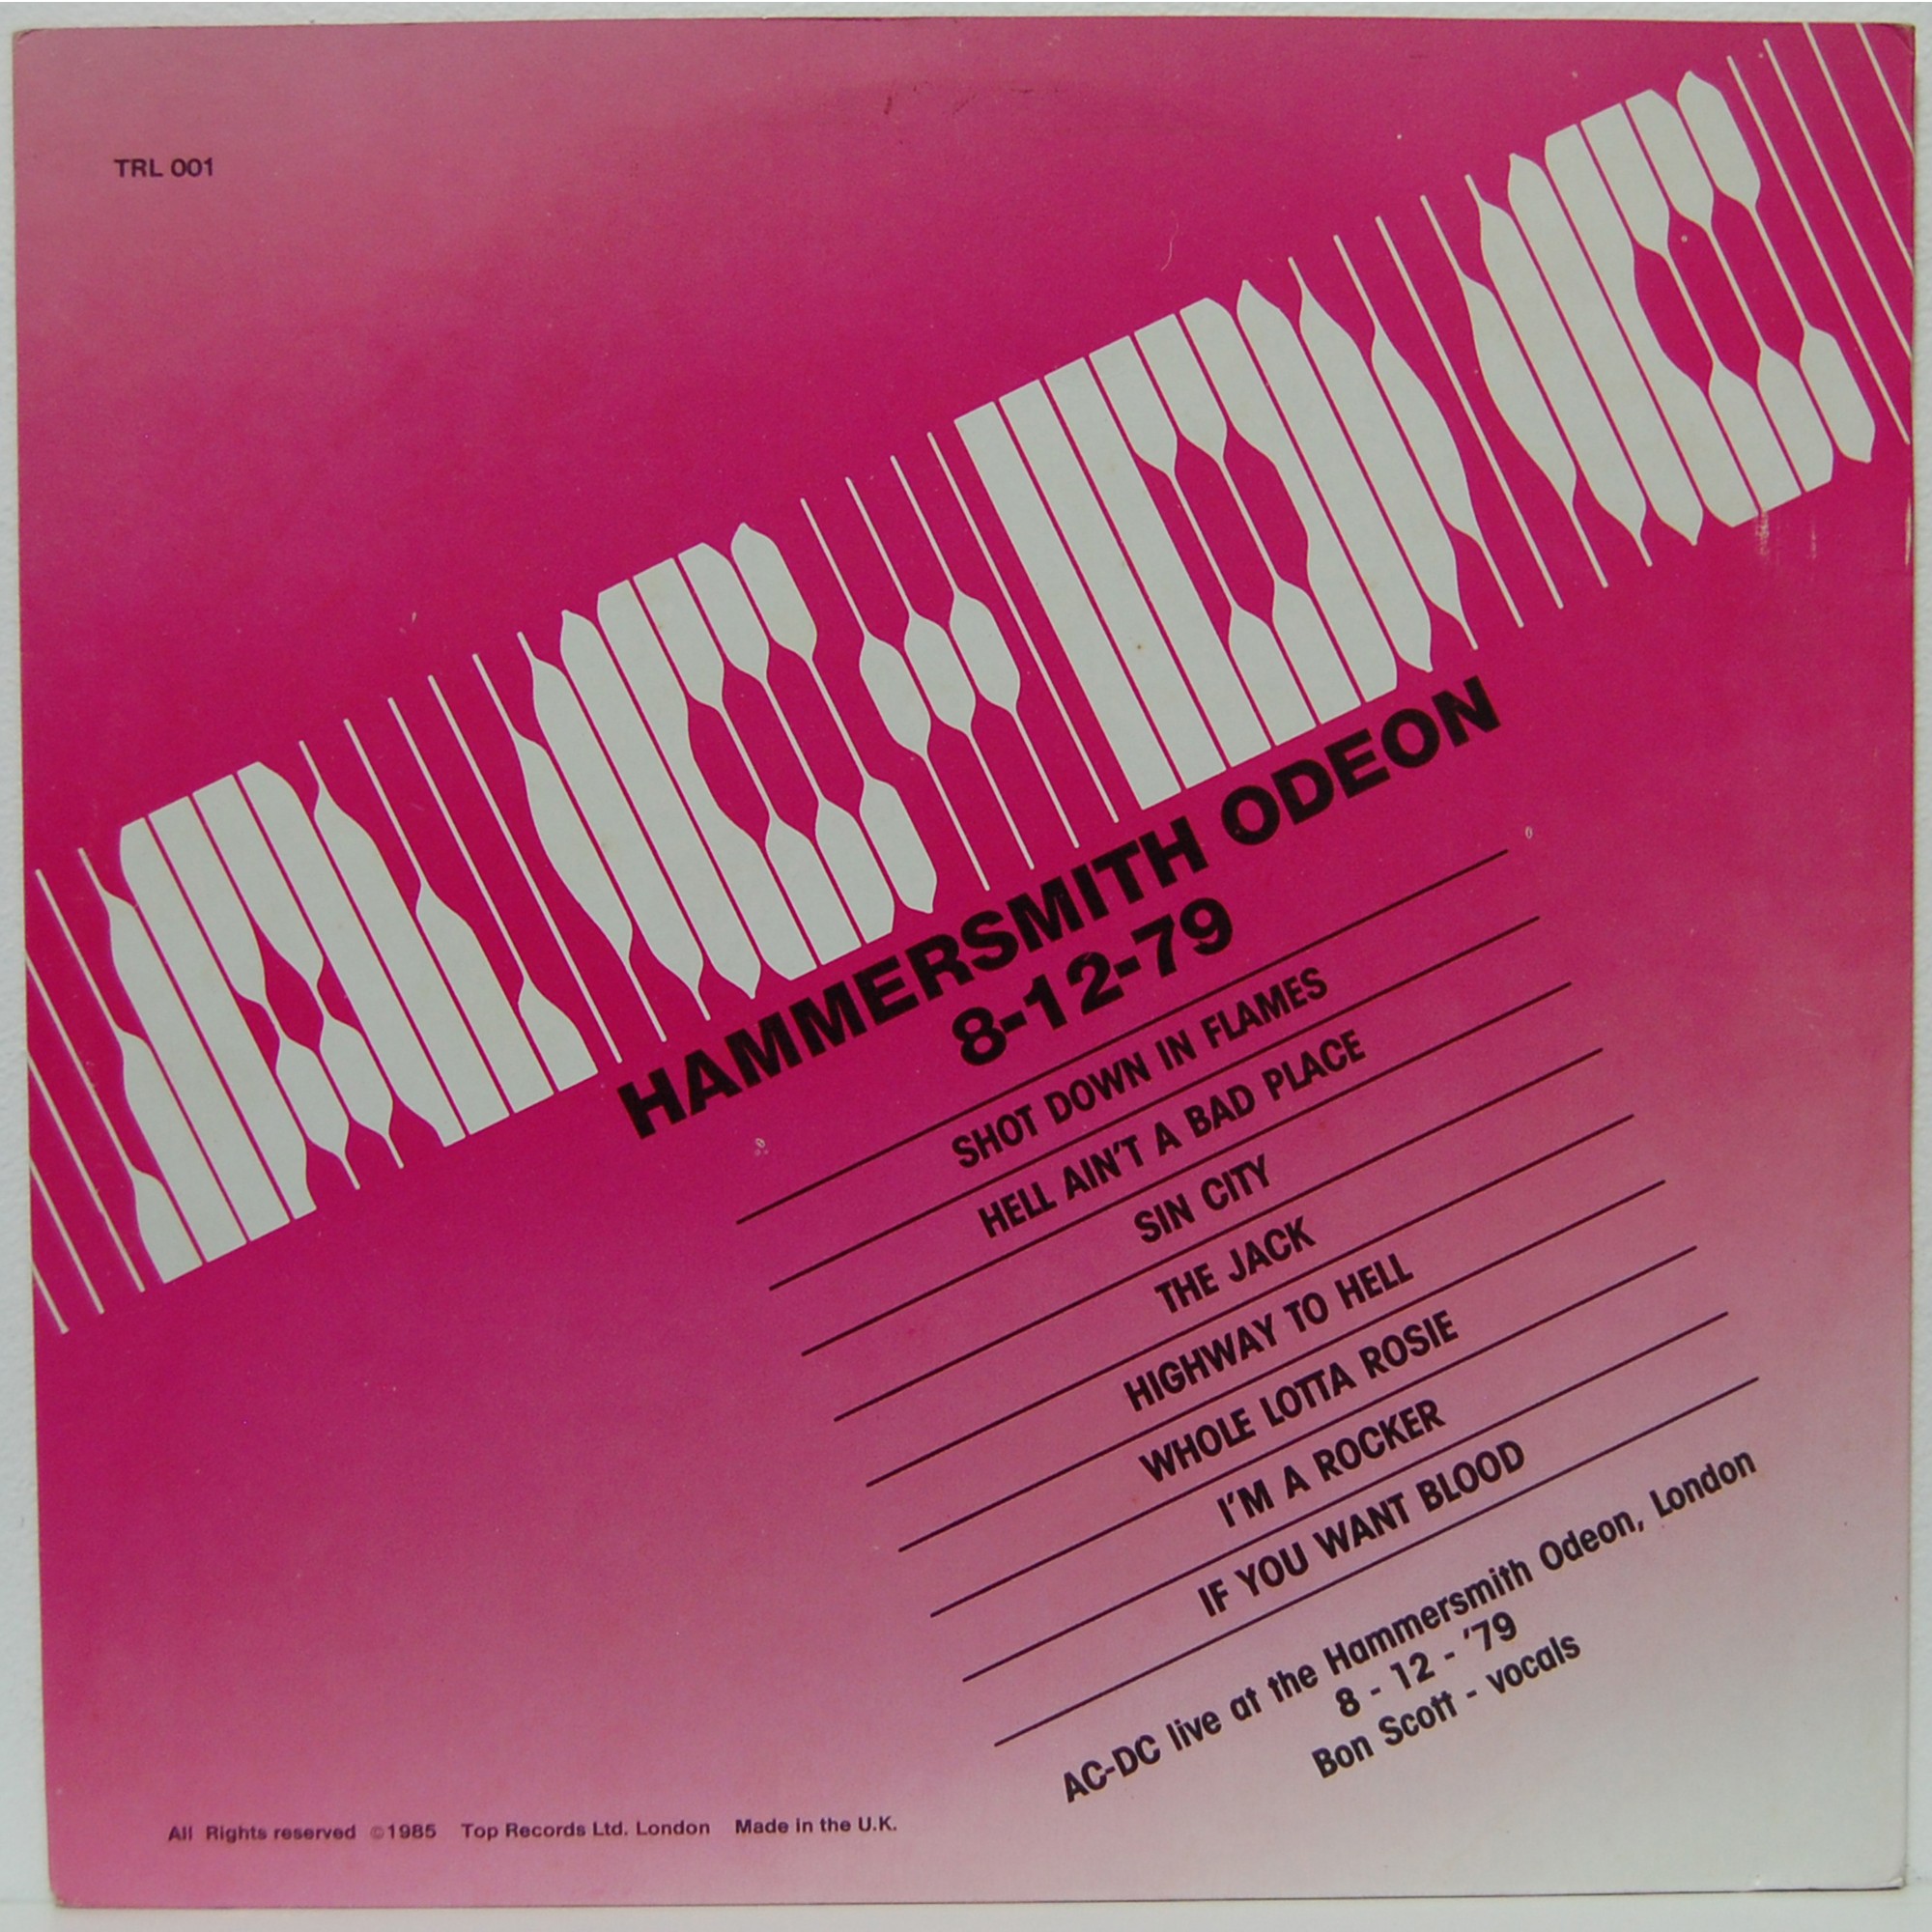 TRL 001
AC-DC
HAMMERSMITH ODEON
8-12-79
SHOT DOWN IN FLAMES
HELL AIN'T A BAD PLACE
SIN CITY
THE JACK
HIGHWAY TO HELL
WHOLE LOTTA ROSIE
I'M A ROCKER
IF YOU WANT BLOOD
AC-DC live at the Hammersmith Odeon, London
8 - 12 - '79
Bon Scott - vocals
All Rights reserved ©1985 Top Records Ltd. London Made in the U.K.